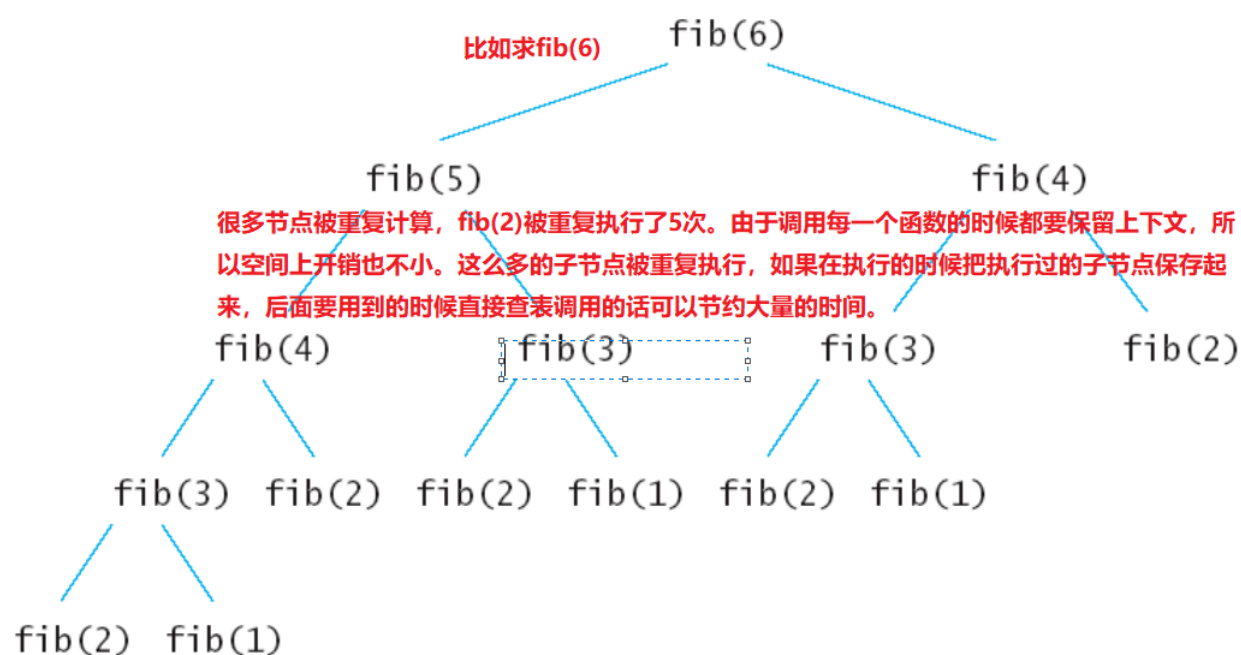 比如求fib(6)
fib(6)
fib(5)
fib(4)
很多节点被重复计算，fib(2)被重复执行了5次。由于调用每一个函数的时候都要保留上下文，所
以空间上开销也不小。这么多的子节点被重复执行，如果在执行的时候把执行过的子节点保存起
来，后面要用到的时候直接查表调用的话可以节约大量的时间。
fib(4)
fib(3)
fib(3)
fib(2)
fib(3)
fib(2)
fib(2)
fib(1)
fib(2)
fib(1)
fib(2)
fib(1)